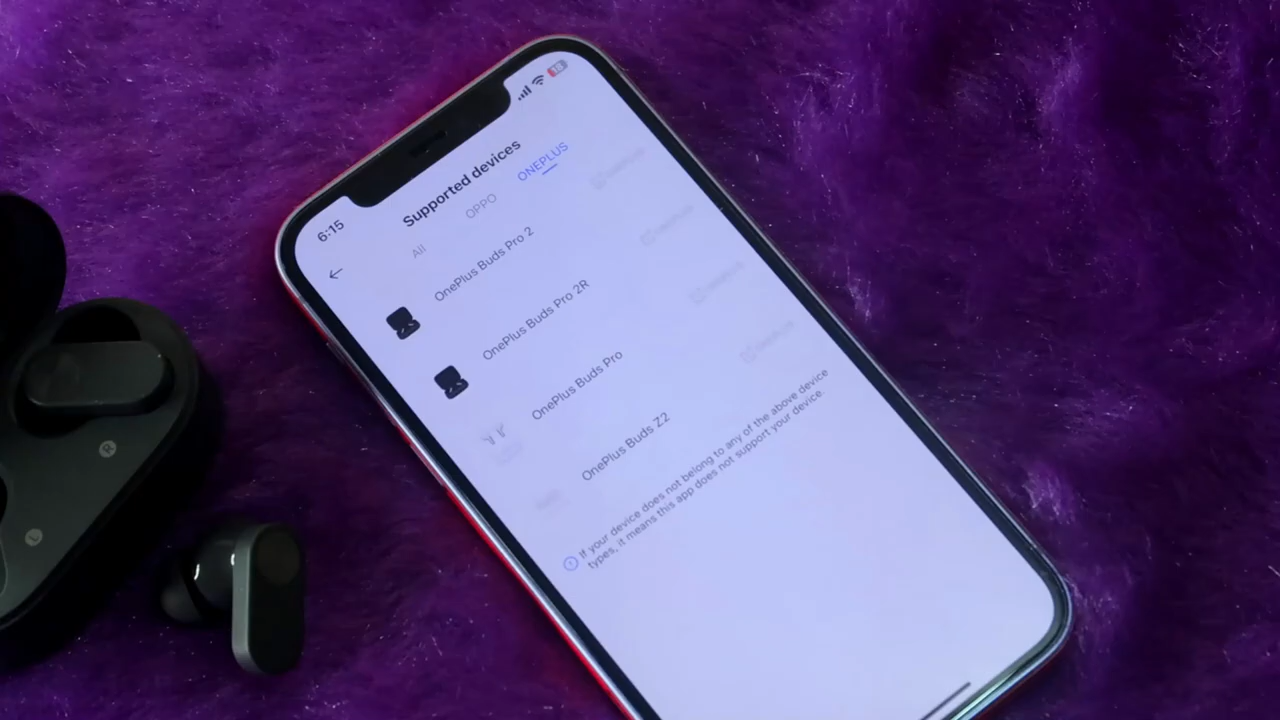 6:15
18
Supported devices
All
OPPO
ONEPLUS
OnePlus Buds Pro 2
OnePlus Buds Pro 2R
OnePlus Buds Pro
OnePlus Buds Z2
If your device does not belong to any of the above device
types, it means this app does not support your device.
R
L